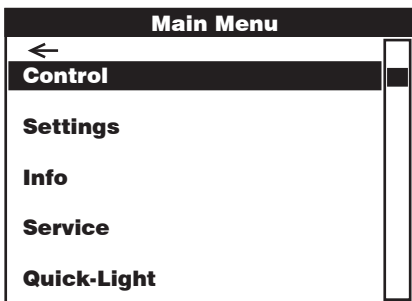 Main Menu
Control
Settings
Info
Service
Quick-Light